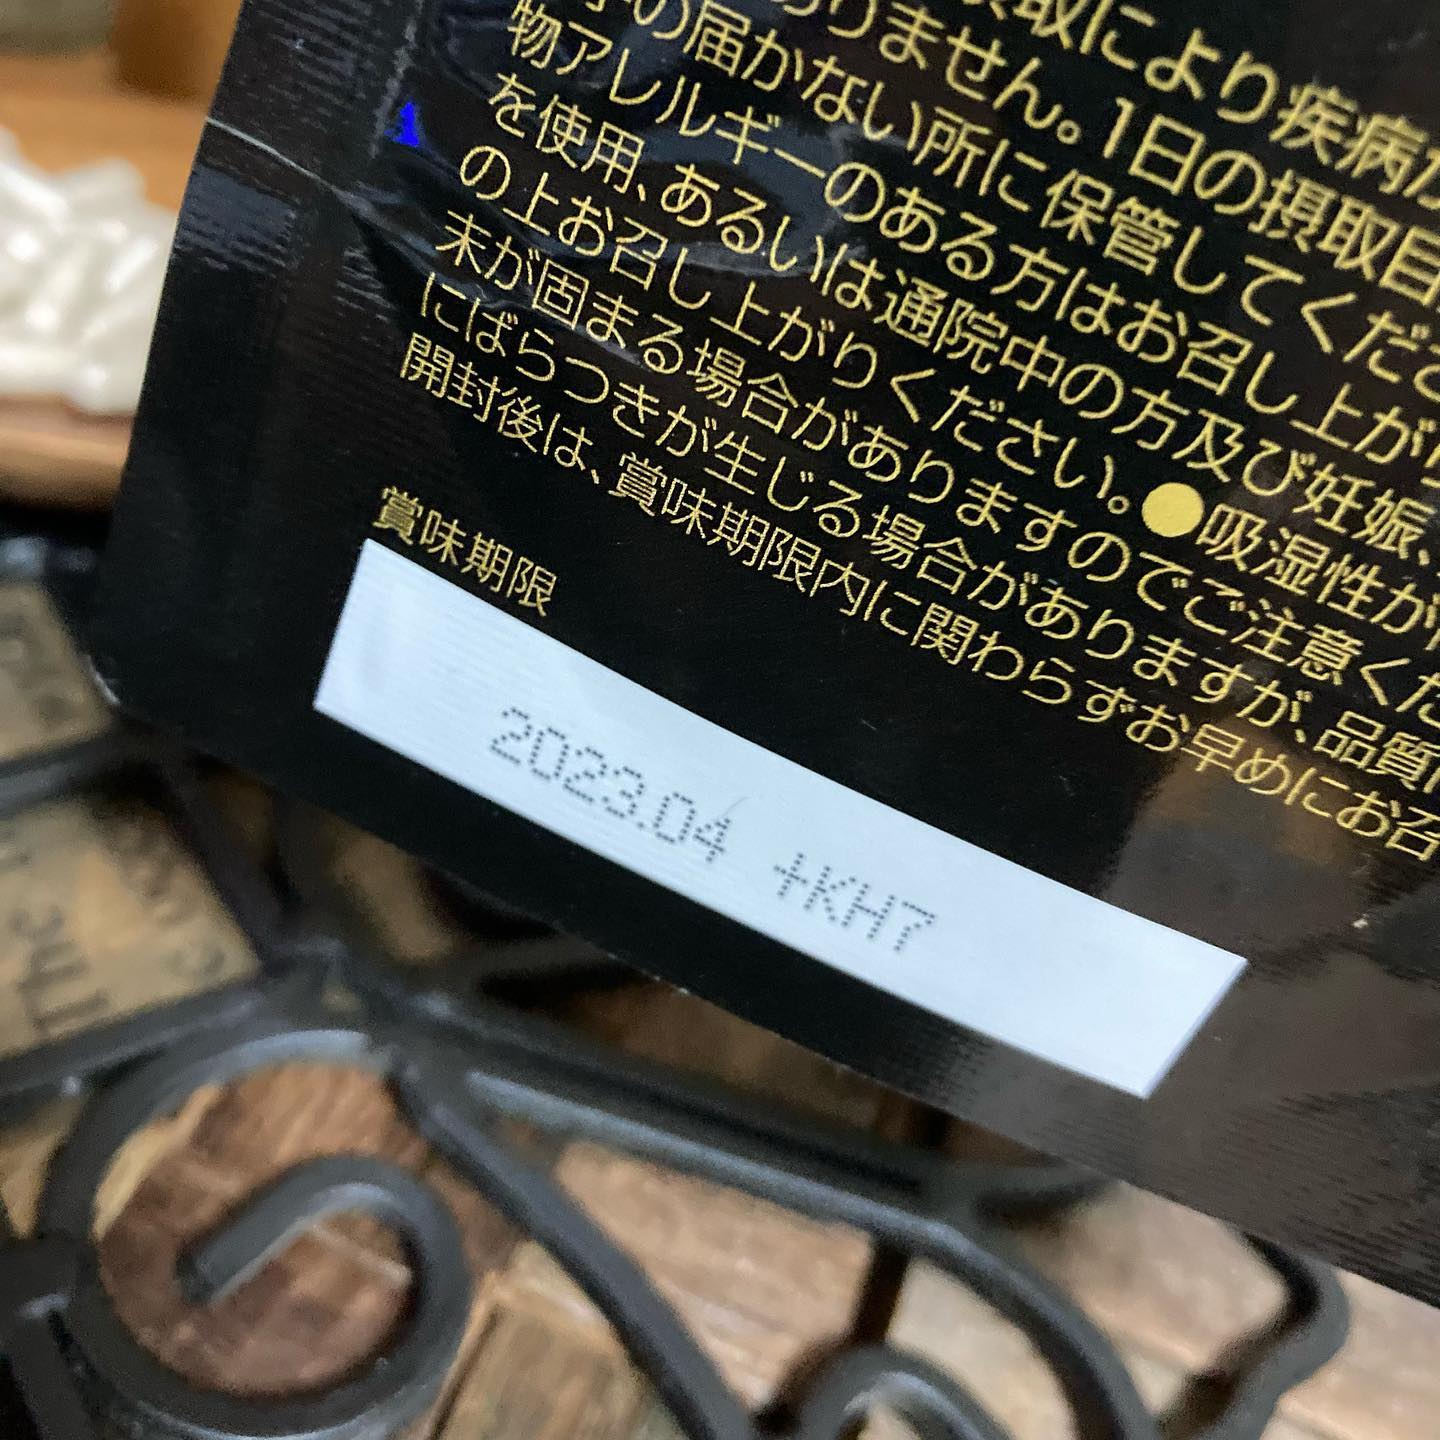 摂取により疾病が
ありません。1日の摂取目
の届かない所に保管してくださ
物アレルギーのある方はお召し上が
を使用、あるいは通院中の方及び妊娠、
の上お召し上がりください。●吸湿性が
末が固まる場合がありますのでご注意くだ
にばらつきが生じる場合がありますが、品質
開封後は、賞味期限内に関わらずお早めにお召
賞味期限
2023.04 +KH7